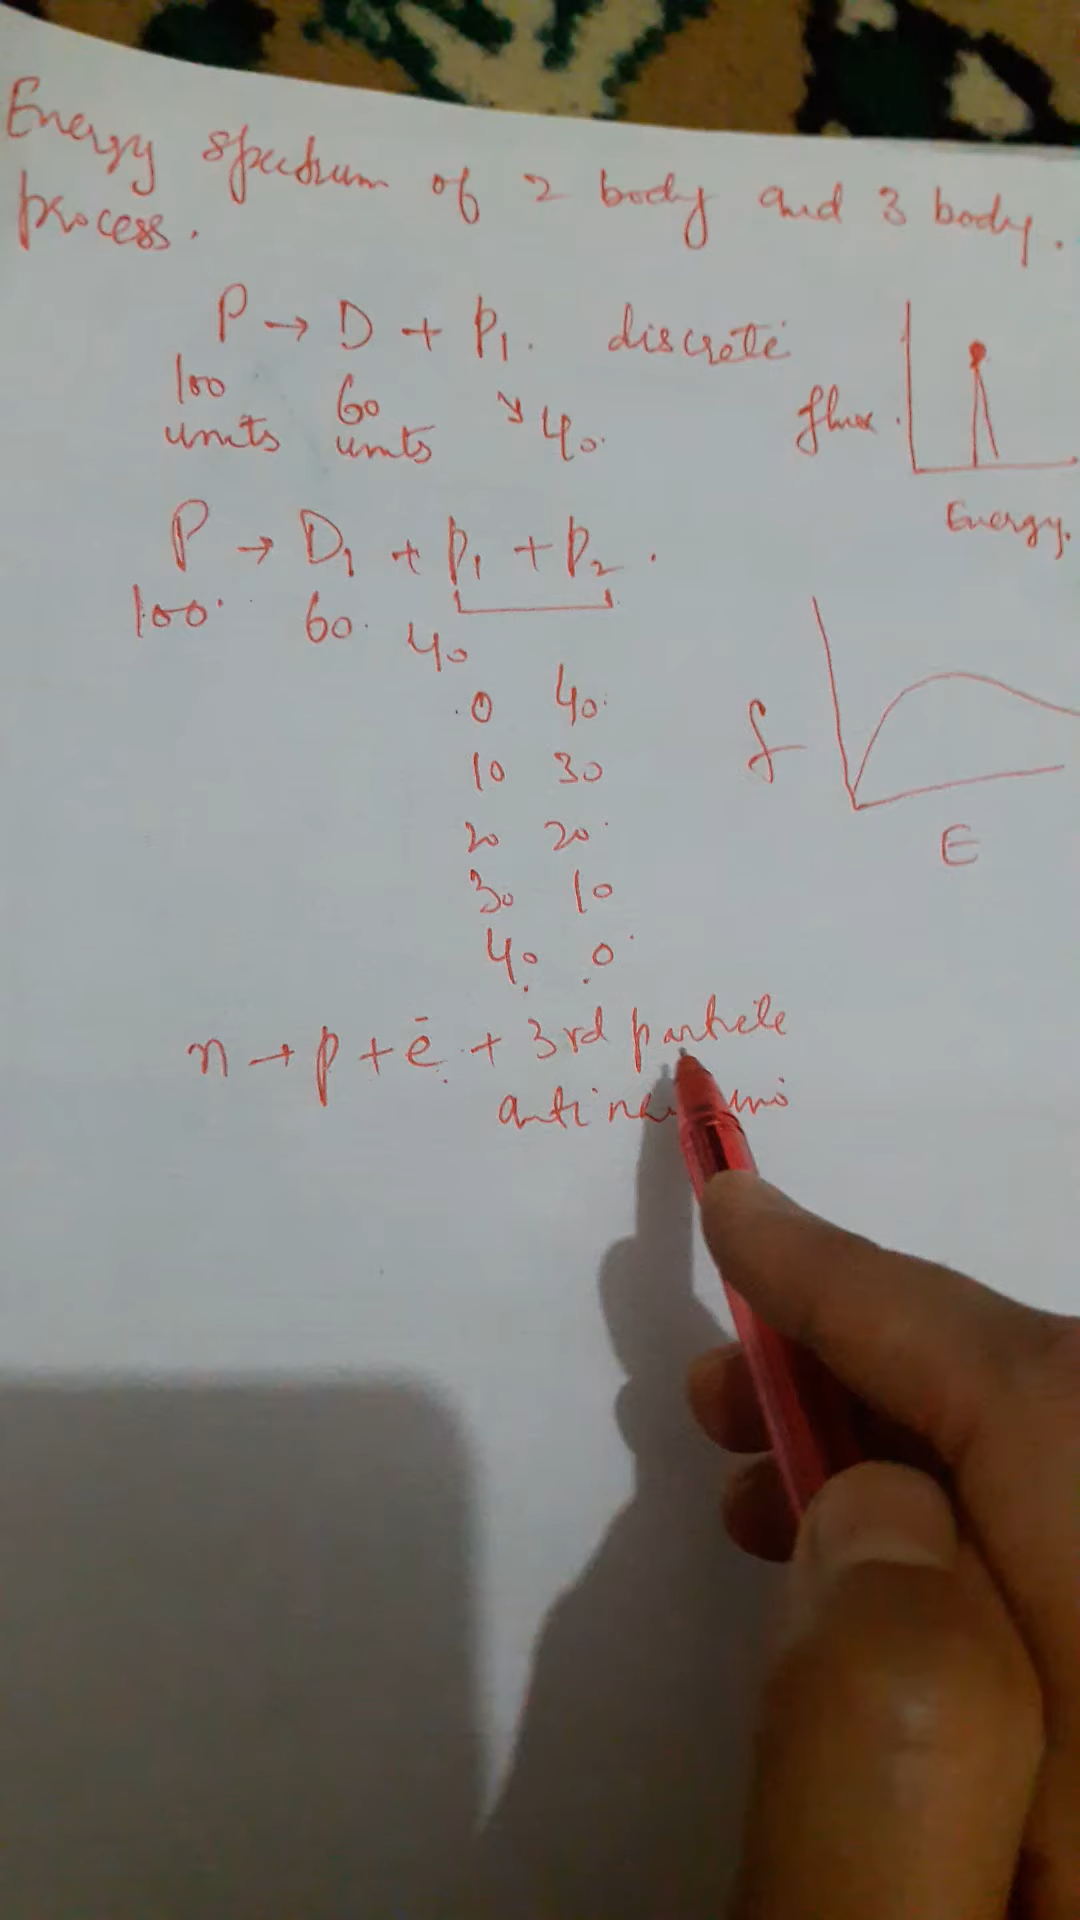 Energy spectrum of 2 body and 3 body.
process.
P → D + P₁. discrete
100 60 ↘ 40.
units units
flux.
Energy.
P → D₁ + P₁ + P₂.
100. 60. 40
0 40.
10 30
20 20.
30 10
40 0
f
E
n → p + ē + 3rd particle